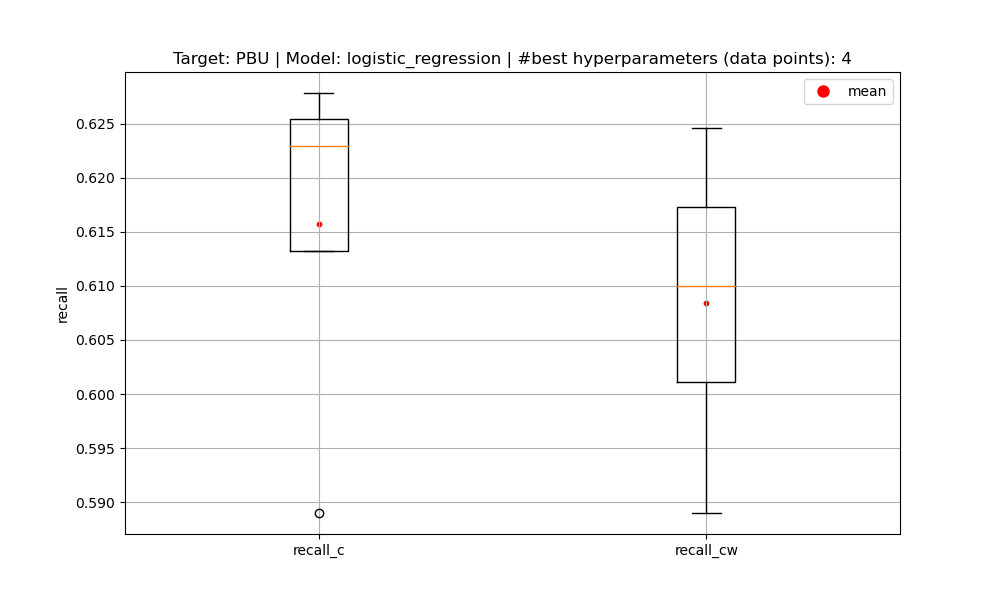 Target: PBU | Model: logistic_regression | #best hyperparameters (data points): 4
mean
0.625
0.620
0.615
0.610
0.605
0.600
0.595
0.590
recall
recall_c
recall_cw